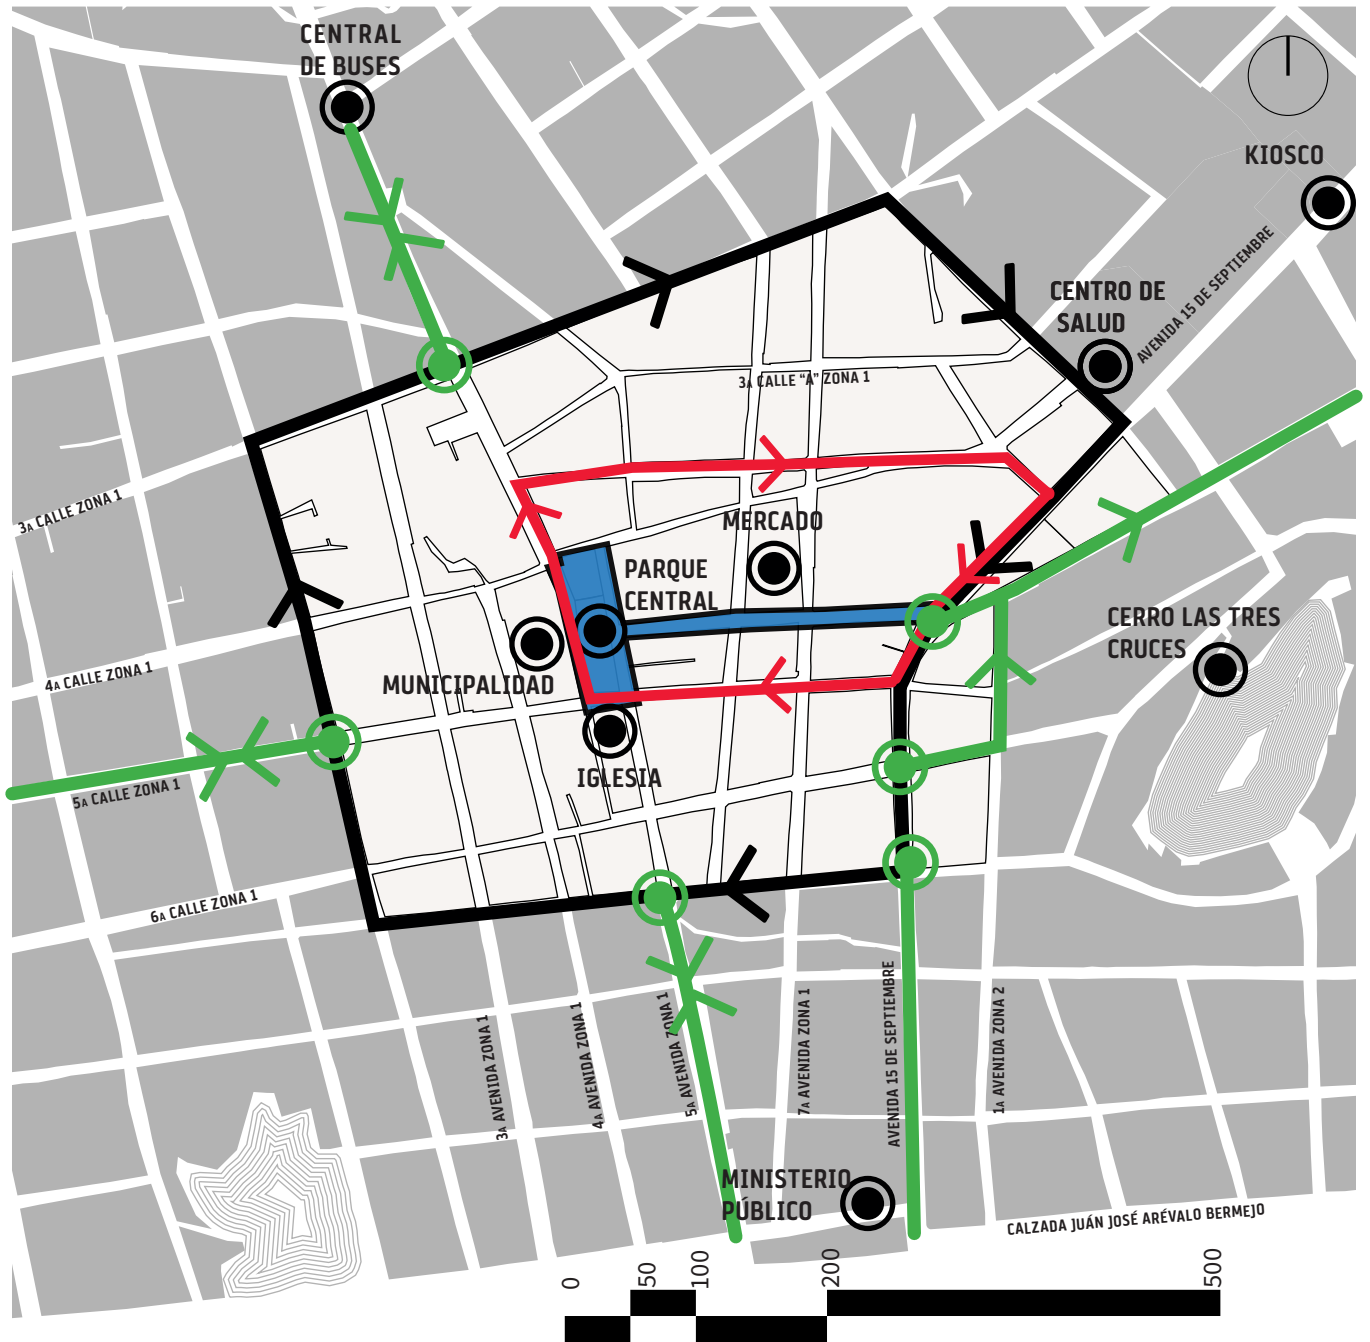 CENTRAL
DE BUSES
KIOSCO
CENTRO DE
SALUD
AVENIDA 15 DE SEPTIEMBRE
3A CALLE "A" ZONA 1
3A CALLE ZONA 1
MERCADO
PARQUE
CENTRAL
CERRO LAS TRES
CRUCES
4A CALLE ZONA 1
MUNICIPALIDAD
IGLESIA
5A CALLE ZONA 1
6A CALLE ZONA 1
3A AVENIDA ZONA 1
4A AVENIDA ZONA 1
5A AVENIDA ZONA 1
7A AVENIDA ZONA 1
AVENIDA 15 DE SEPTIEMBRE
1A AVENIDA ZONA 2
MINISTERIO
PÚBLICO
CALZADA JUÁN JOSÉ ARÉVALO BERMEJO
0 50 100 200 500